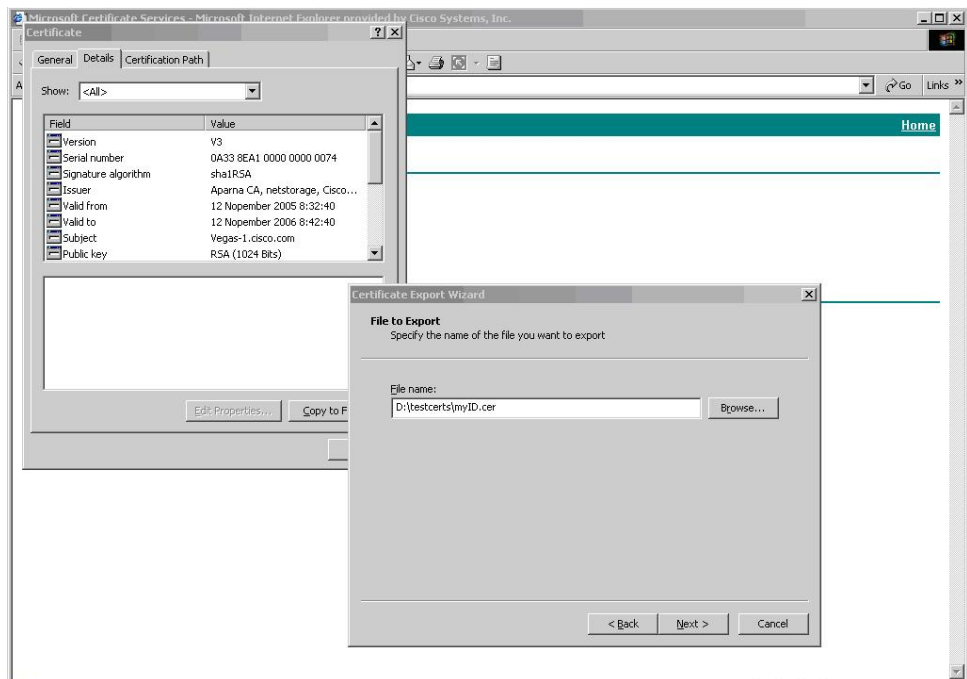 Microsoft Certificate Services - Microsoft Internet Explorer provided by Cisco Systems, Inc.
Certificate
General Details Certification Path
Show: <All>
Field Value
Version V3
Serial number 0A33 8EA1 0000 0000 0074
Signature algorithm sha1RSA
Issuer Aparna CA, netstorage, Cisco...
Valid from 12 Nopember 2005 8:32:40
Valid to 12 Nopember 2006 8:42:40
Subject Vegas-1.cisco.com
Public key RSA (1024 Bits)
Edit Properties... Copy to F
Go Links »
Home
Certificate Export Wizard
File to Export
Specify the name of the file you want to export
File name:
D:\testcerts\myID.cer Browse...
< Back Next > Cancel